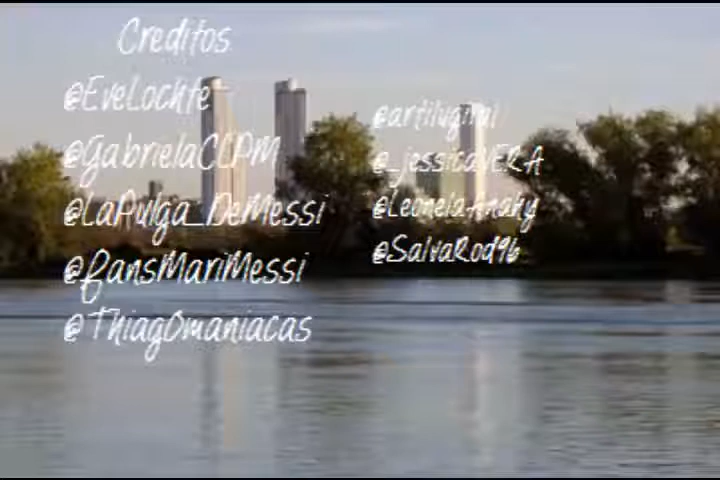 Creditos
@EveLochte
@GabrielaCLPM
@LaPulga_DeMessi
@FansMariMessi
@ThiagOmaniacas
@_jessicaVERA
@LeonelaAnahy
@SalvaRod96